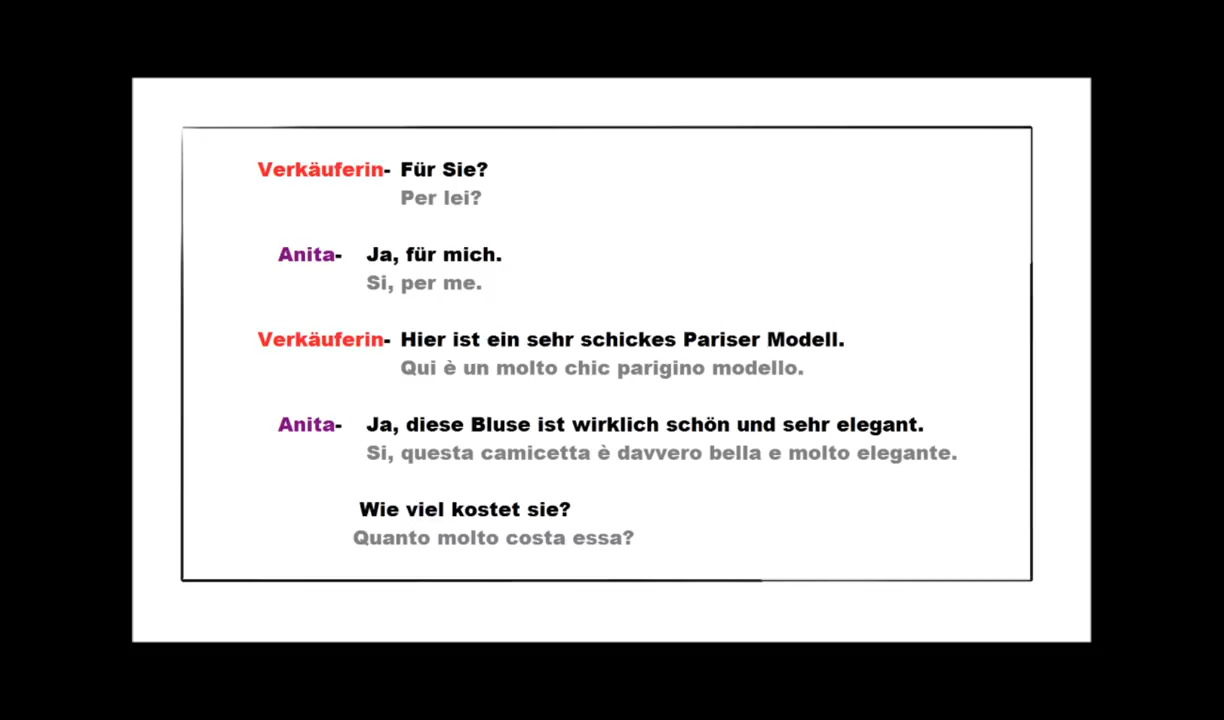 Verkäuferin- Für Sie?
Per lei?
Anita- Ja, für mich.
Si, per me.
Verkäuferin- Hier ist ein sehr schickes Pariser Modell.
Qui è un molto chic parigino modello.
Anita- Ja, diese Bluse ist wirklich schön und sehr elegant.
Si, questa camicetta è davvero bella e molto elegante.
Wie viel kostet sie?
Quanto molto costa essa?